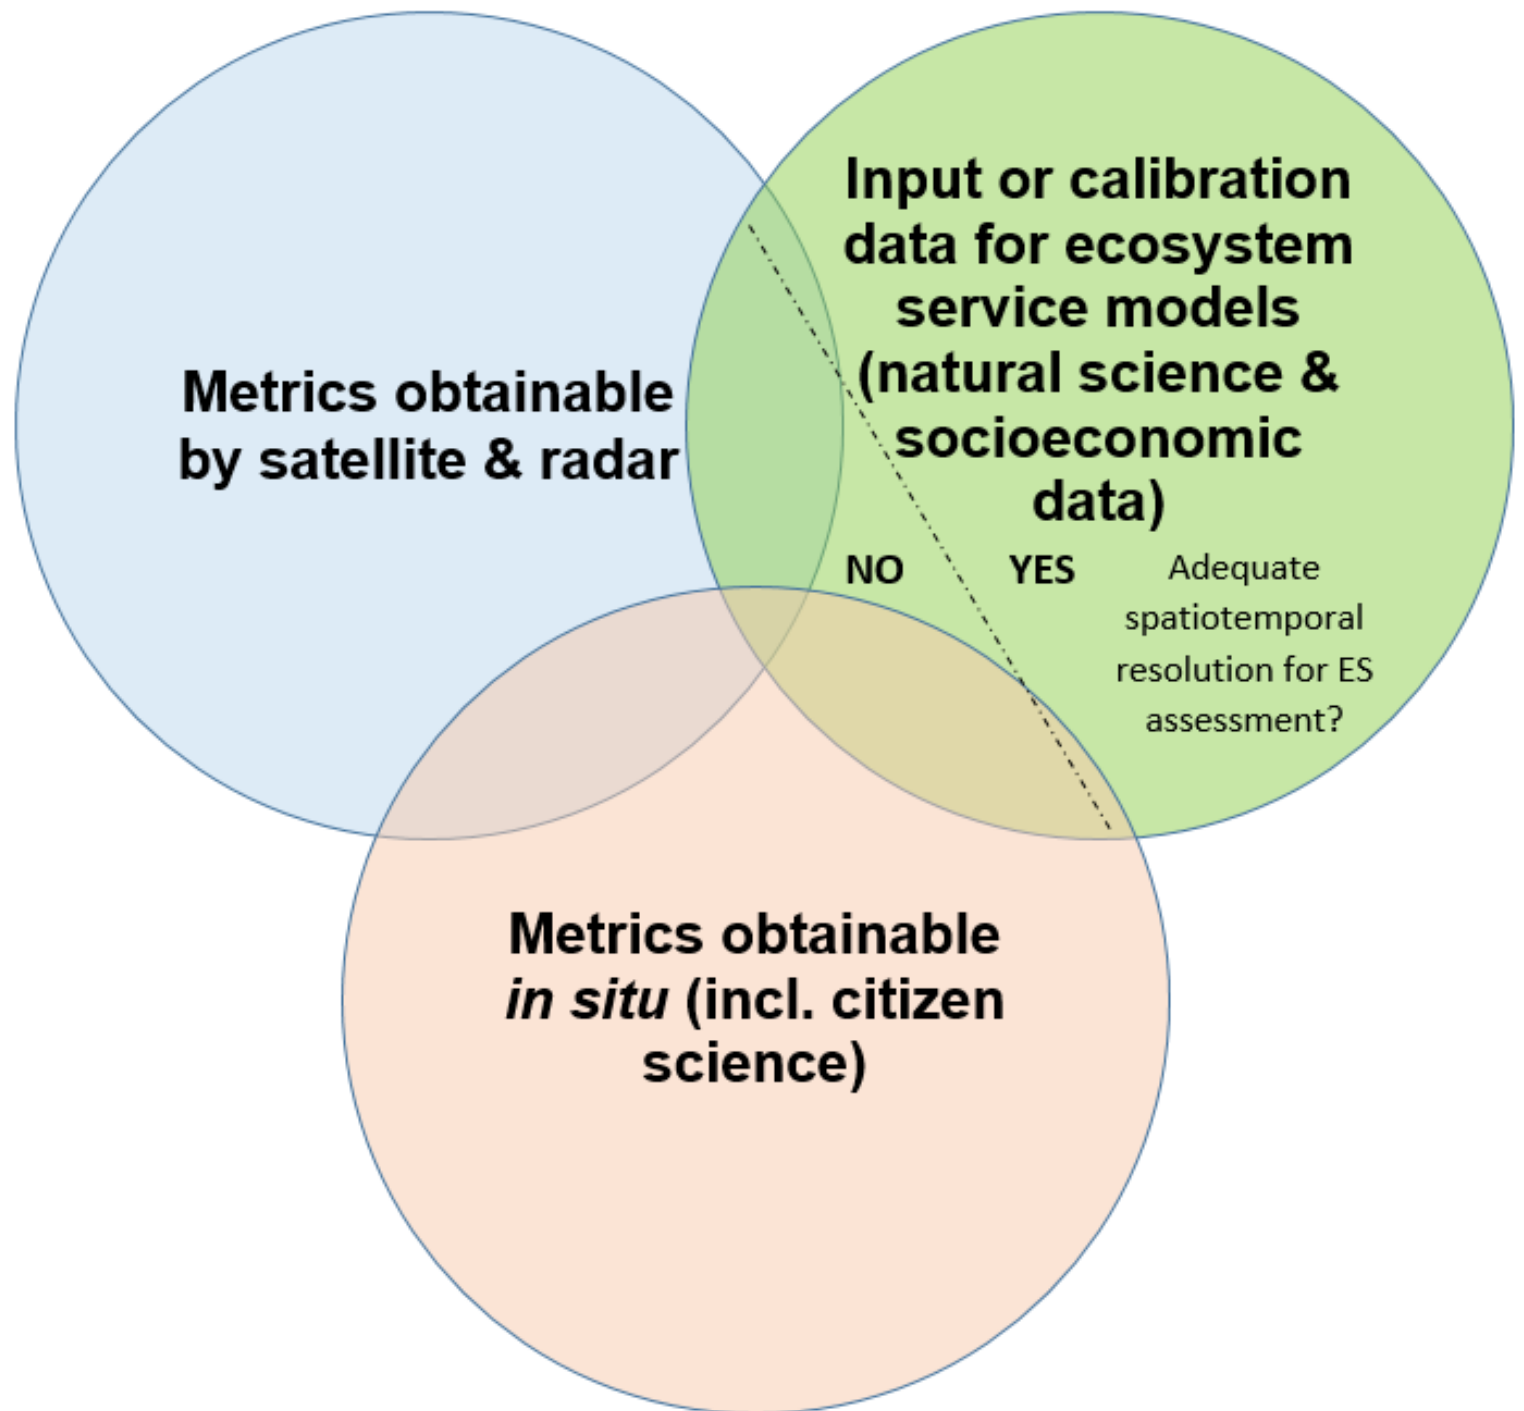 Metrics obtainable
by satellite & radar
Input or calibration
data for ecosystem
service models
(natural science &
socioeconomic
data)
NO
YES
Adequate
spatiotemporal
resolution for ES
assessment?
Metrics obtainable
in situ (incl. citizen
science)